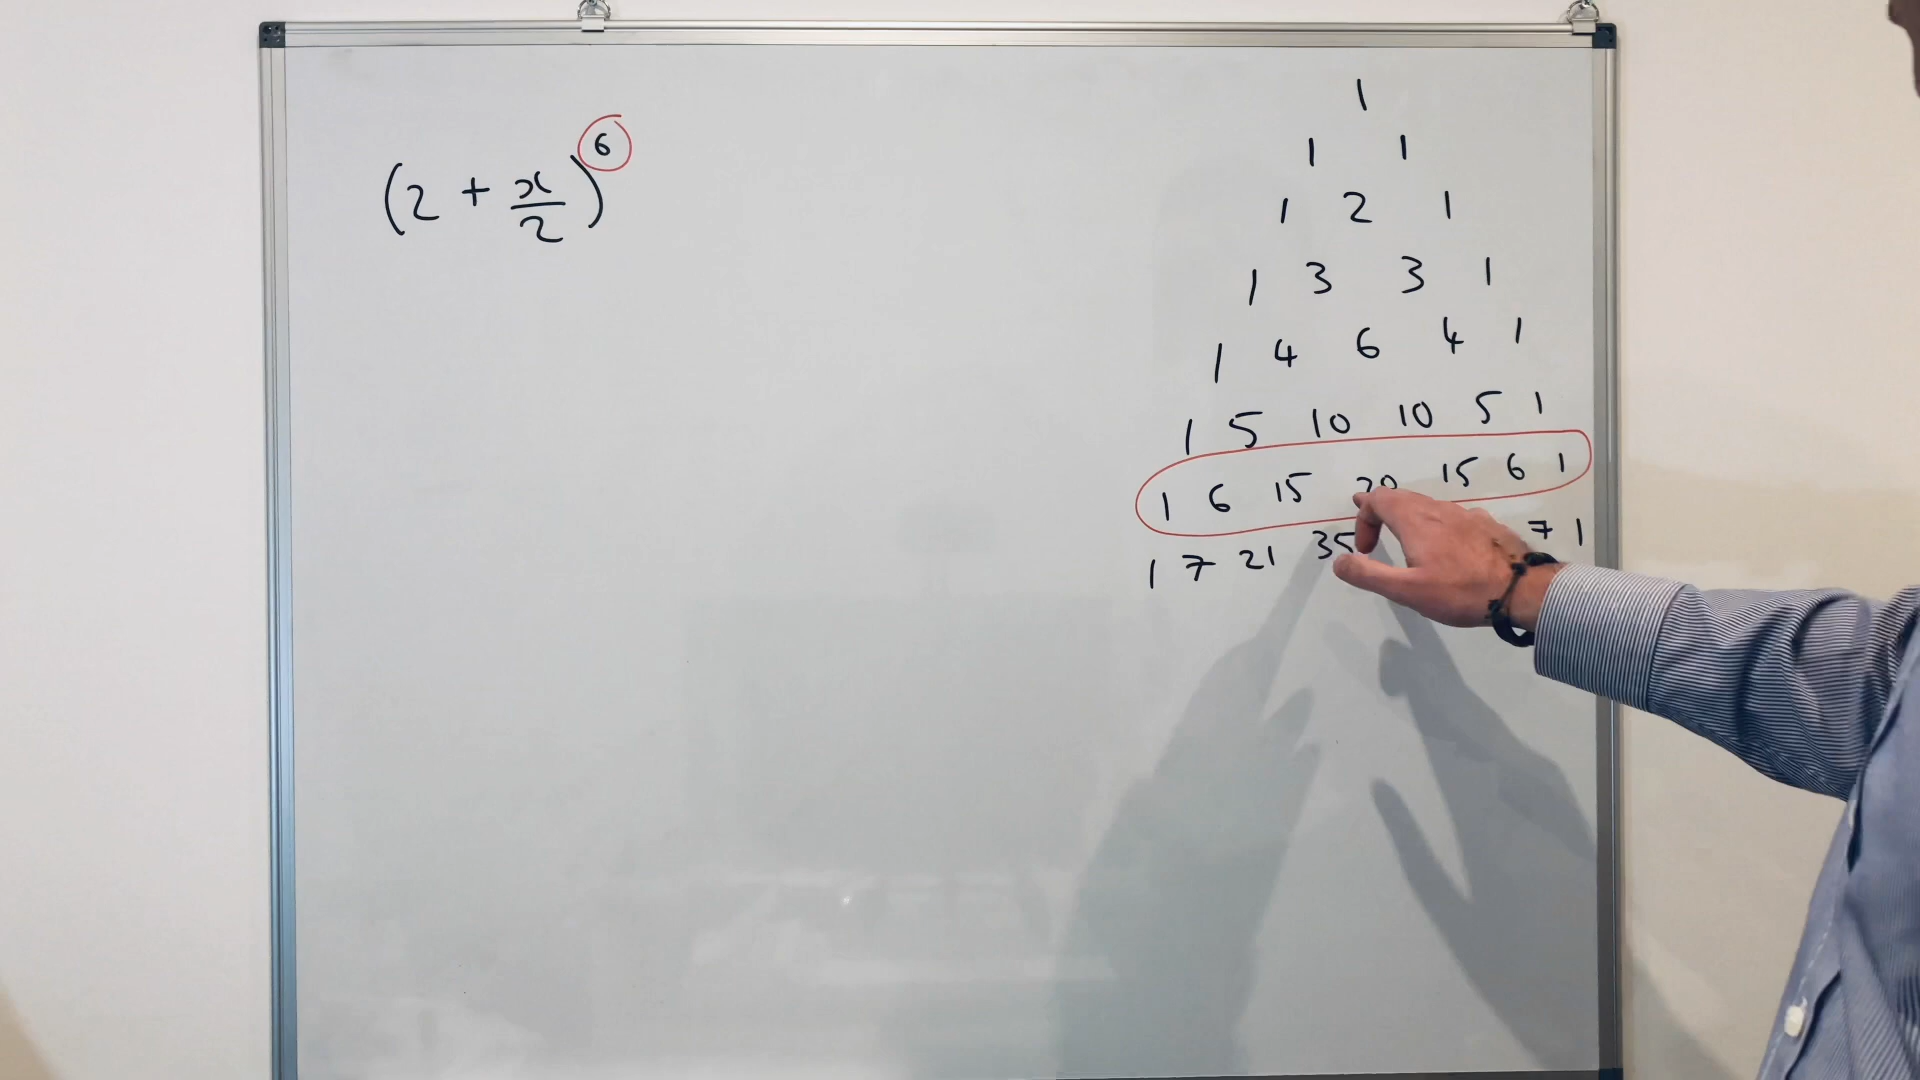 (2 + x/2)^6
1
1 1
1 2 1
1 3 3 1
1 4 6 4 1
1 5 10 10 5 1
1 6 15 20 15 6 1
1 7 21 35 7 1